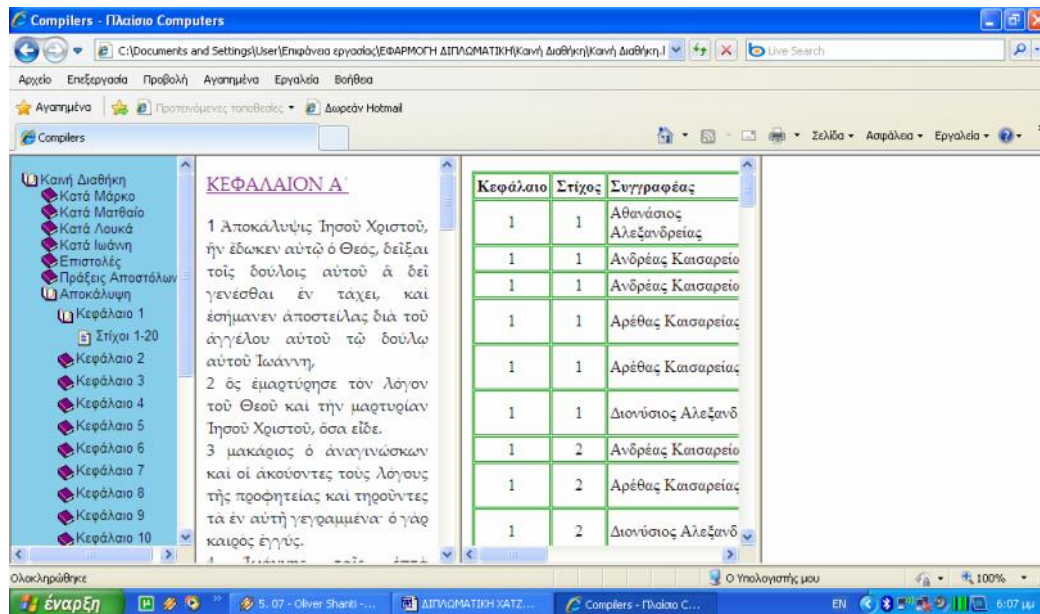 Compilers - Πλαίσιο Computers
C:\Documents and Settings\User\Επιφάνεια εργασίας\ΕΦΑΡΜΟΓΗ ΔΙΠΛΩΜΑΤΙΚΗ\Καινή Διαθήκη\Καινή Διαθήκη.l
Live Search
Αρχείο Επεξεργασία Προβολή Αγαπημένα Εργαλεία Βοήθεια
Αγαπημένα Προτεινόμενες τοποθεσίες Δωρεάν Hotmail
Compilers
Σελίδα Ασφάλεια Εργαλεία
Καινή Διαθήκη
Κατά Μάρκο
Κατά Ματθαίο
Κατά Λουκά
Κατά Ιωάννη
Επιστολές
Πράξεις Αποστόλων
Αποκάλυψη
Κεφάλαιο 1
Στίχοι 1-20
Κεφάλαιο 2
Κεφάλαιο 3
Κεφάλαιο 4
Κεφάλαιο 5
Κεφάλαιο 6
Κεφάλαιο 7
Κεφάλαιο 8
Κεφάλαιο 9
Κεφάλαιο 10
ΚΕΦΑΛΑΙΟΝ Α΄
1 Ἀποκάλυψις Ἰησοῦ Χριστοῦ,
ἣν ἔδωκεν αὐτῷ ὁ Θεός, δεῖξαι
τοῖς δούλοις αὐτοῦ ἃ δεῖ
γενέσθαι ἐν τάχει, καὶ
ἐσήμανεν ἀποστείλας διὰ τοῦ
ἀγγέλου αὐτοῦ τῷ δούλῳ
αὐτοῦ Ἰωάννῃ,
2 ὃς ἐμαρτύρησε τὸν λόγον
τοῦ Θεοῦ καὶ τὴν μαρτυρίαν
Ἰησοῦ Χριστοῦ, ὅσα εἶδε.
3 μακάριος ὁ ἀναγινώσκων
καὶ οἱ ἀκούοντες τοὺς λόγους
τῆς προφητείας καὶ τηροῦντες
τὰ ἐν αὐτῇ γεγραμμένα· ὁ γὰρ
καιρὸς ἐγγύς.
4 Ἰωάννης ταῖς ἑπτὰ
Κεφάλαιο Στίχος Συγγραφέας
1 1 Αθανάσιος
Αλεξανδρείας
1 1 Ανδρέας Καισαρείο
1 1 Ανδρέας Καισαρείο
1 1 Αρέθας Καισαρείας
1 1 Αρέθας Καισαρείας
1 1 Διονύσιος Αλεξανδ
1 2 Ανδρέας Καισαρείο
1 2 Αρέθας Καισαρείας
1 2 Διονύσιος Αλεξανδ
Ολοκληρώθηκε
Ο Υπολογιστής μου
100%
έναρξη
5. 07 - Oliver Shanti -...
ΔΙΠΛΩΜΑΤΙΚΗ ΧΑΤΖ...
Compilers - Πλαίσιο C...
EN
6:07 μμ